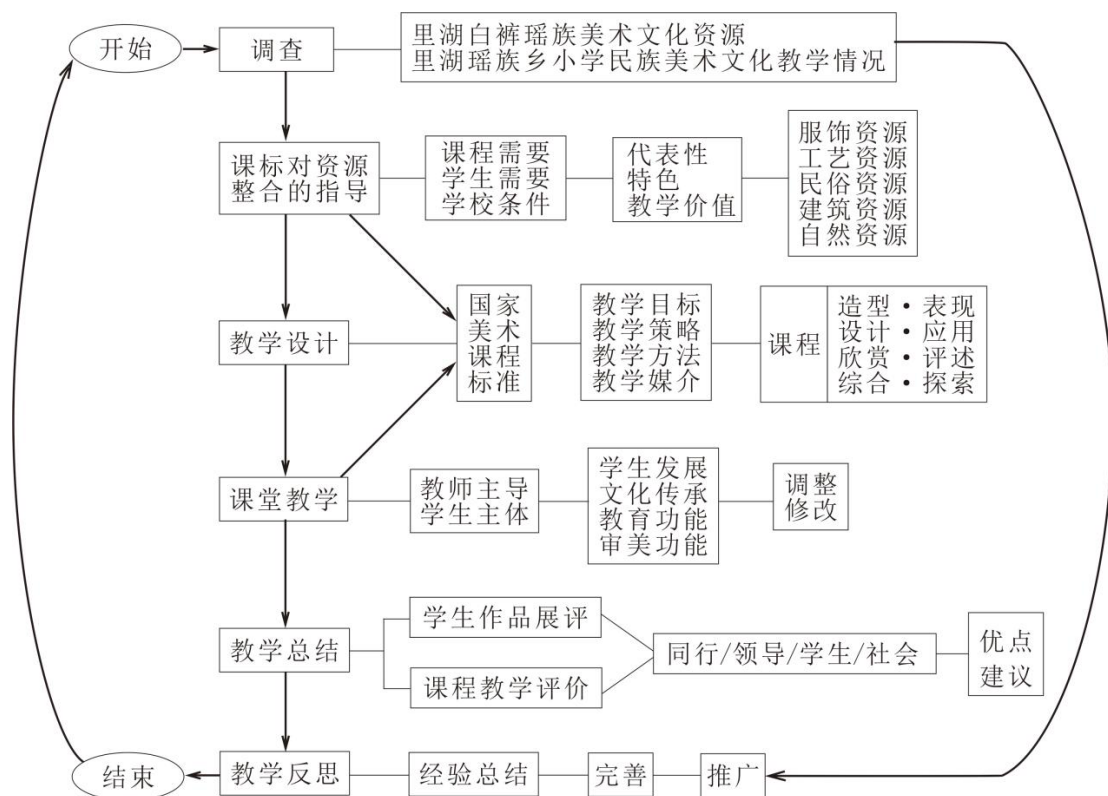 开始
调查
里湖白裤瑶族美术文化资源
里湖瑶族乡小学民族美术文化教学情况
课标对资源
整合的指导
课程需要
学生需要
学校条件
代表性
特色
教学价值
服饰资源
工艺资源
民俗资源
建筑资源
自然资源
教学设计
国家
美术
课程
标准
教学目标
教学策略
教学方法
教学媒介
课程
造型·表现
设计·应用
欣赏·评述
综合·探索
课堂教学
教师主导
学生主体
学生发展
文化传承
教育功能
审美功能
调整
修改
教学总结
学生作品展评
课程教学评价
同行/领导/学生/社会
优点
建议
结束
教学反思
经验总结
完善
推广